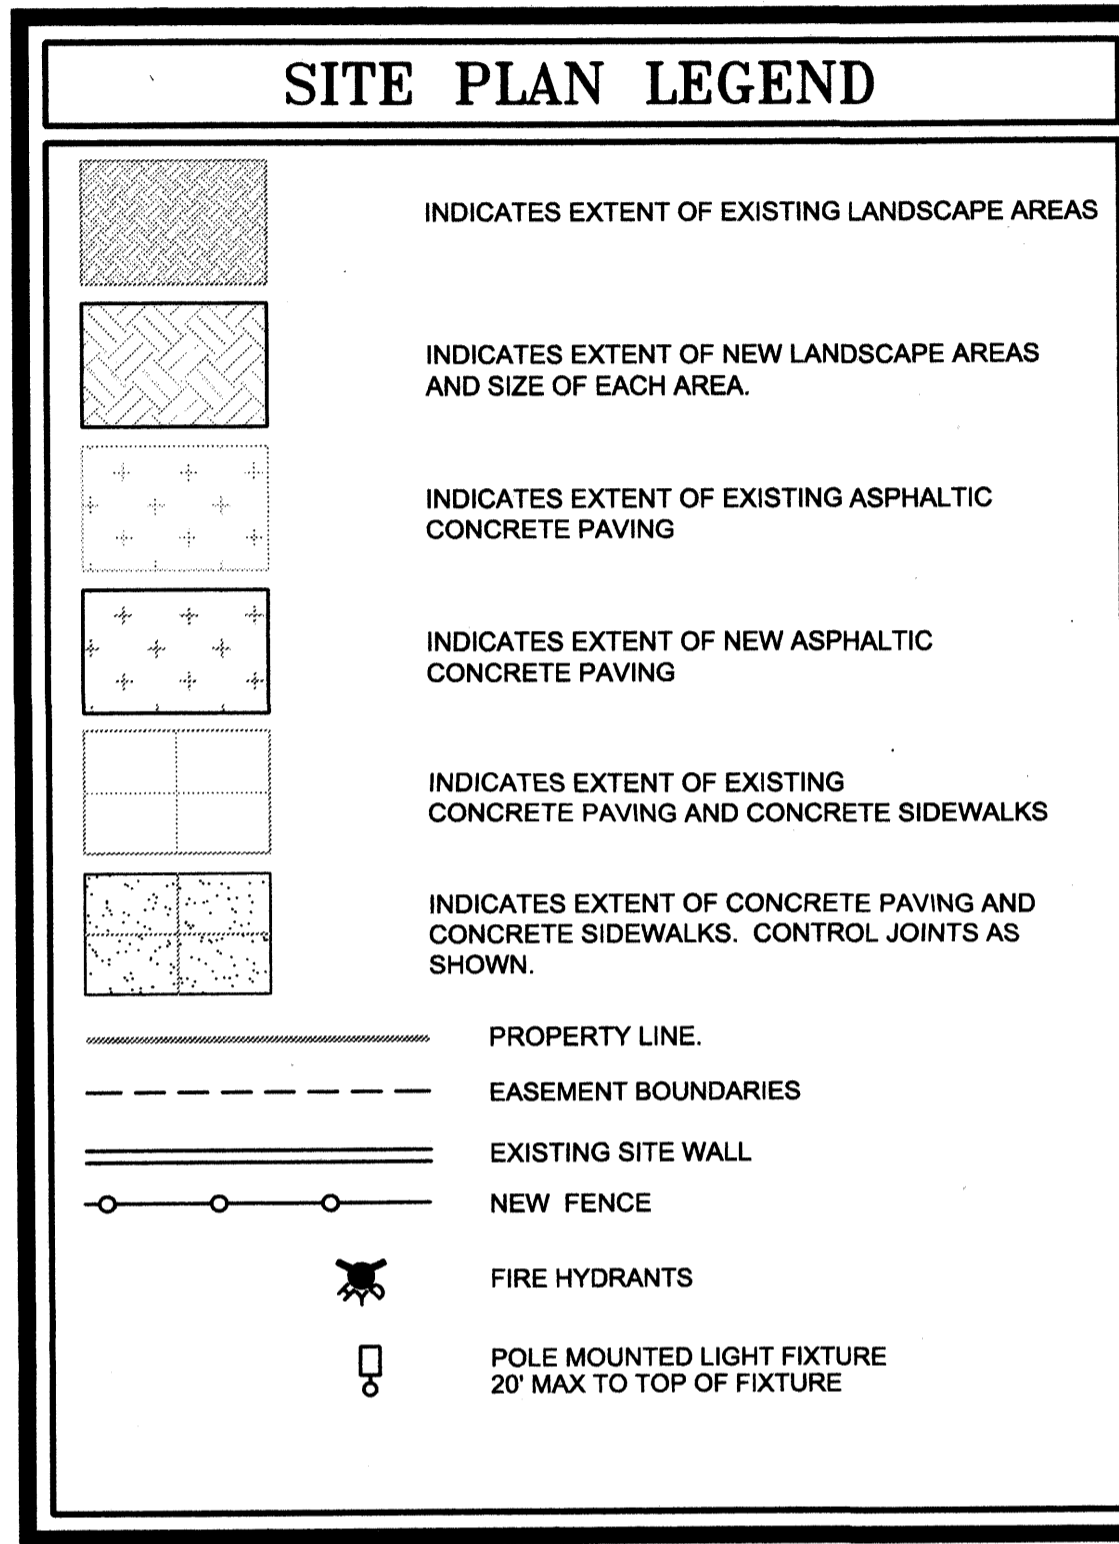 SITE PLAN LEGEND
INDICATES EXTENT OF EXISTING LANDSCAPE AREAS
INDICATES EXTENT OF NEW LANDSCAPE AREAS
AND SIZE OF EACH AREA.
INDICATES EXTENT OF EXISTING ASPHALTIC
CONCRETE PAVING
INDICATES EXTENT OF NEW ASPHALTIC
CONCRETE PAVING
INDICATES EXTENT OF EXISTING
CONCRETE PAVING AND CONCRETE SIDEWALKS
INDICATES EXTENT OF CONCRETE PAVING AND
CONCRETE SIDEWALKS. CONTROL JOINTS AS
SHOWN.
PROPERTY LINE.
EASEMENT BOUNDARIES
EXISTING SITE WALL
NEW FENCE
FIRE HYDRANTS
POLE MOUNTED LIGHT FIXTURE
20' MAX TO TOP OF FIXTURE